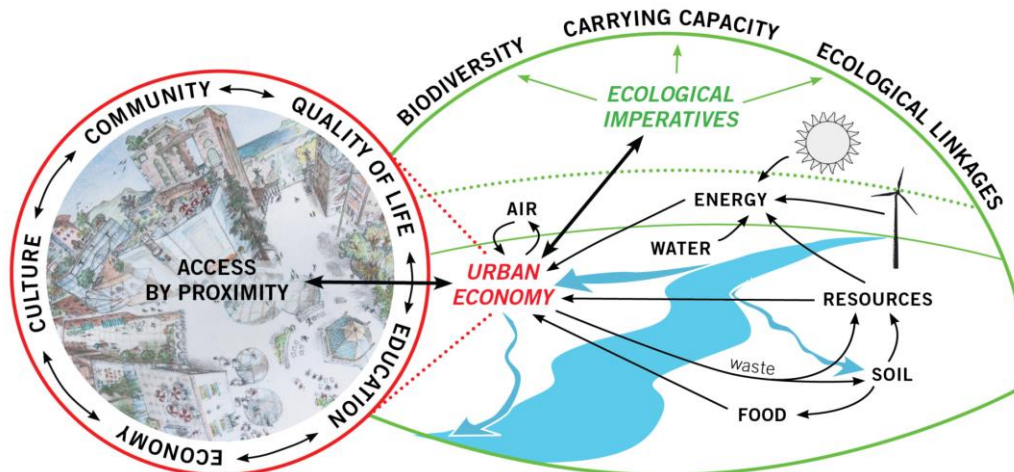 COMMUNITY
QUALITY OF LIFE
CULTURE
ACCESS
BY PROXIMITY
EDUCATION
ECONOMY
BIODIVERSITY
CARRYING CAPACITY
ECOLOGICAL LINKAGES
ECOLOGICAL
IMPERATIVES
AIR
ENERGY
WATER
URBAN
ECONOMY
RESOURCES
waste
SOIL
FOOD